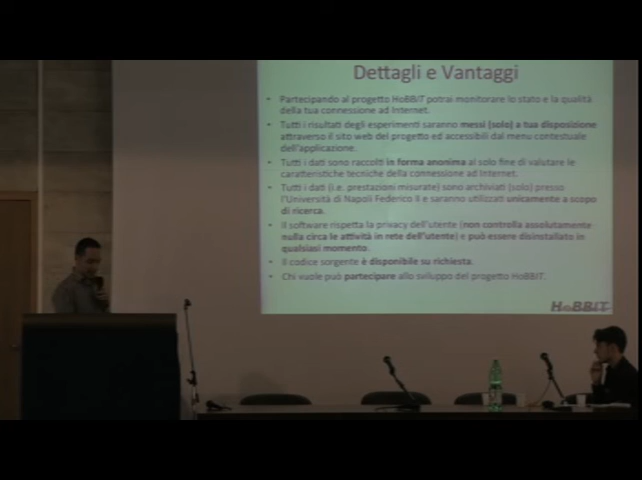 Dettagli e Vantaggi
• Partecipando al progetto HoBBIT potrai monitorare lo stato e la qualità
della tua connessione ad Internet.
• Tutti i risultati degli esperimenti saranno messi (solo) a tua disposizione
attraverso il sito web del progetto ed accessibili dal menu contestuale
dell'applicazione.
• Tutti i dati sono raccolti in forma anonima al solo fine di valutare le
caratteristiche tecniche della connessione ad Internet.
• Tutti i dati (i.e. prestazioni misurate) sono archiviati (solo) presso
l'Università di Napoli Federico II e saranno utilizzati unicamente a scopo
di ricerca.
• Il software rispetta la privacy dell'utente (non controlla assolutamente
nulla circa le attività in rete dell'utente) e può essere disinstallato in
qualsiasi momento.
• Il codice sorgente è disponibile su richiesta.
• Chi vuole può partecipare allo sviluppo del progetto HoBBIT.
HoBBIT